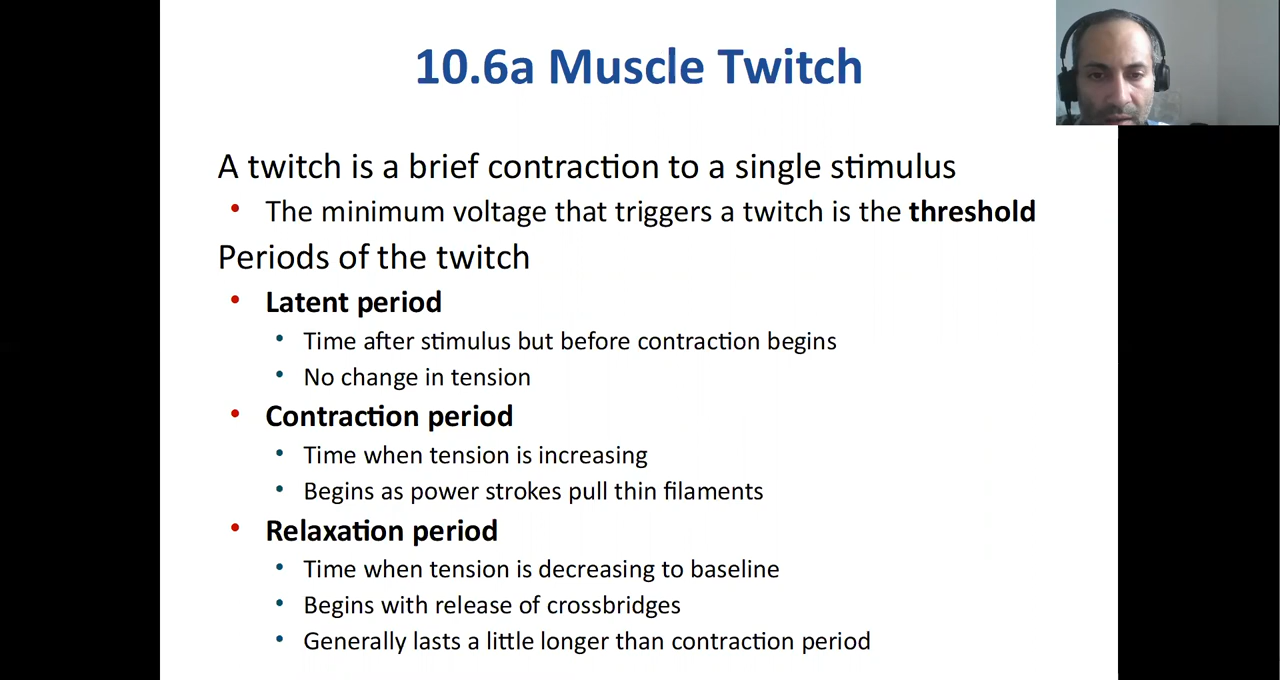 10.6a Muscle Twitch
A twitch is a brief contraction to a single stimulus
• The minimum voltage that triggers a twitch is the threshold
Periods of the twitch
• Latent period
• Time after stimulus but before contraction begins
• No change in tension
• Contraction period
• Time when tension is increasing
• Begins as power strokes pull thin filaments
• Relaxation period
• Time when tension is decreasing to baseline
• Begins with release of crossbridges
• Generally lasts a little longer than contraction period